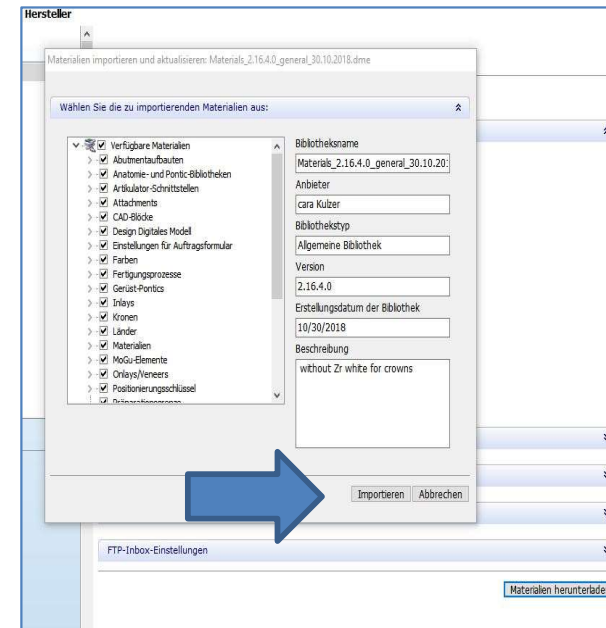 Hersteller
Materialien importieren und aktualisieren: Materials_2.16.4.0_general_30.10.2018.dme
Wählen Sie die zu importierenden Materialien aus:
Verfügbare Materialien
Abutmentaufbauten
Anatomie- und Pontic-Bibliotheken
Artikulator-Schnittstellen
Attachments
CAD-Blöcke
Design Digitales Modell
Einstellungen für Auftragsformular
Farben
Fertigungsprozesse
Gerüst-Pontics
Inlays
Kronen
Länder
Materialien
MoGu-Elemente
Onlays/Veneers
Positionierungsschlüssel
Bibliotheksname
Materials_2.16.4.0_general_30.10.20:
Anbieter
cara Kulzer
Bibliothekstyp
Allgemeine Bibliothek
Version
2.16.4.0
Erstellungsdatum der Bibliothek
10/30/2018
Beschreibung
without Zr white for crowns
Importieren Abbrechen
FTP-Inbox-Einstellungen
Materialien herunterlade